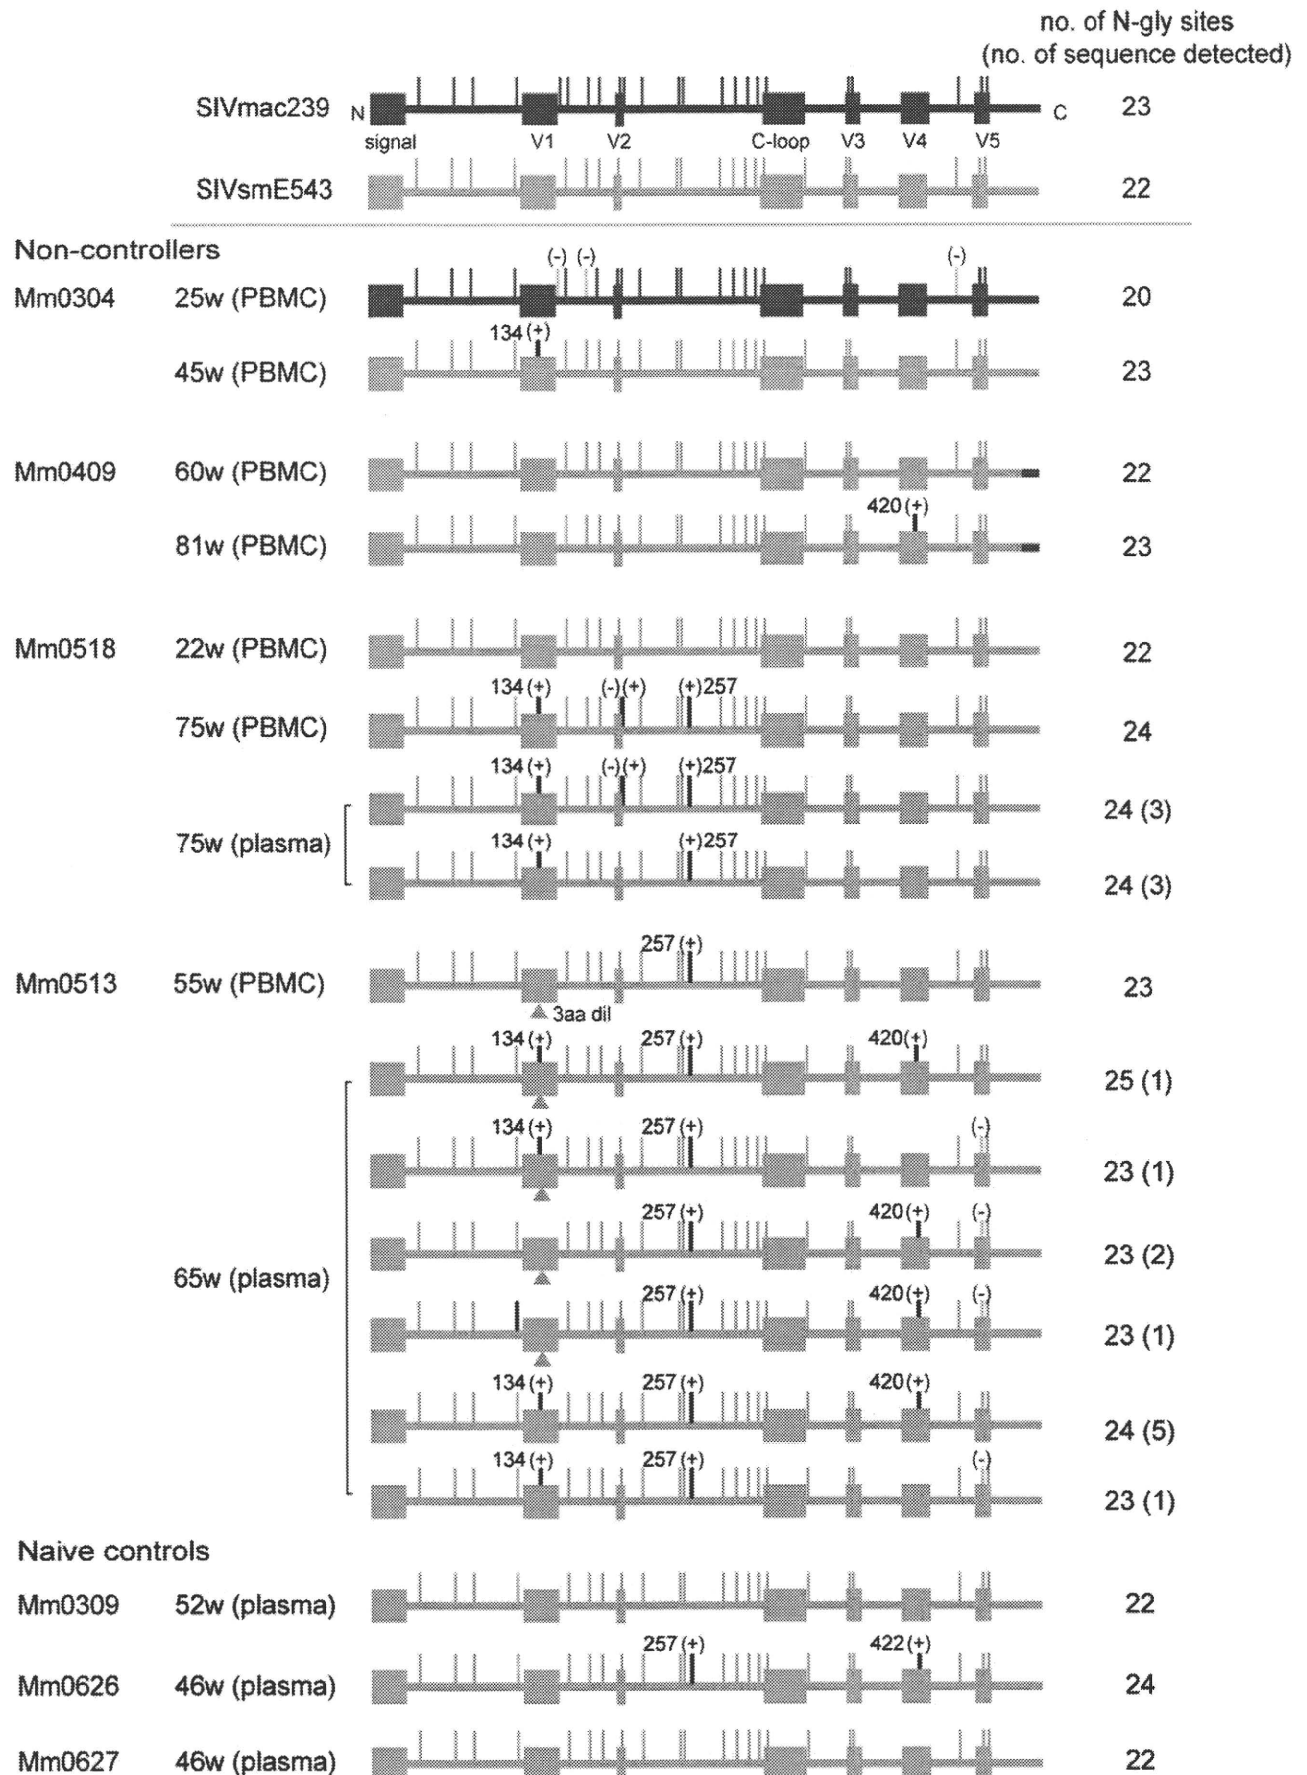 no. of N-gly sites
(no. of sequence detected)
SIVmac239 N C 23
signal V1 V2 C-loop V3 V4 V5
SIVsmE543 22
Non-controllers
(-) (-) (-)
Mm0304 25w (PBMC) 20
134 (+)
45w (PBMC) 23
Mm0409 60w (PBMC) 22
420 (+)
81w (PBMC) 23
Mm0518 22w (PBMC) 22
134 (+) (-)(+) (+)257
75w (PBMC) 24
134 (+) (-)(+) (+)257
24 (3)
75w (plasma)
134 (+) (+)257
24 (3)
257 (+)
Mm0513 55w (PBMC) 23
3aa dil
134 (+) 257 (+) 420(+)
25 (1)
134 (+) 257 (+) (-)
23 (1)
257 (+) 420(+) (-)
23 (2)
65w (plasma)
257 (+) 420(+) (-)
23 (1)
134 (+) 257 (+) 420(+)
24 (5)
134 (+) 257 (+) (-)
23 (1)
Naive controls
Mm0309 52w (plasma) 22
257 (+) 422(+)
Mm0626 46w (plasma) 24
Mm0627 46w (plasma) 22